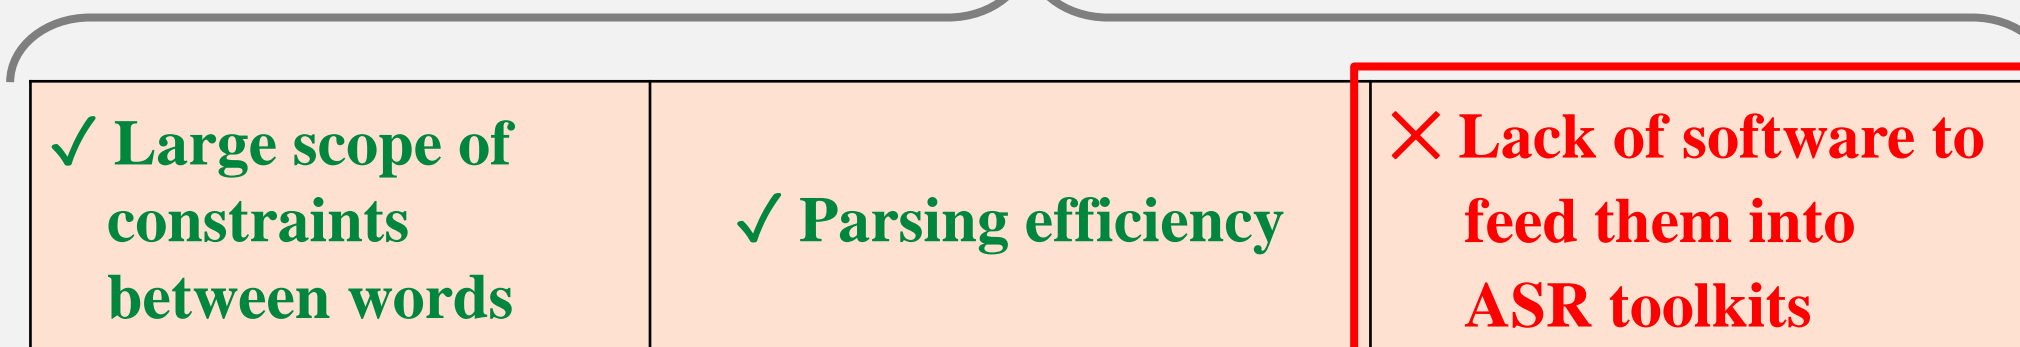 ✓ Large scope of
constraints
between words
✓ Parsing efficiency
✕ Lack of software to
feed them into
ASR toolkits